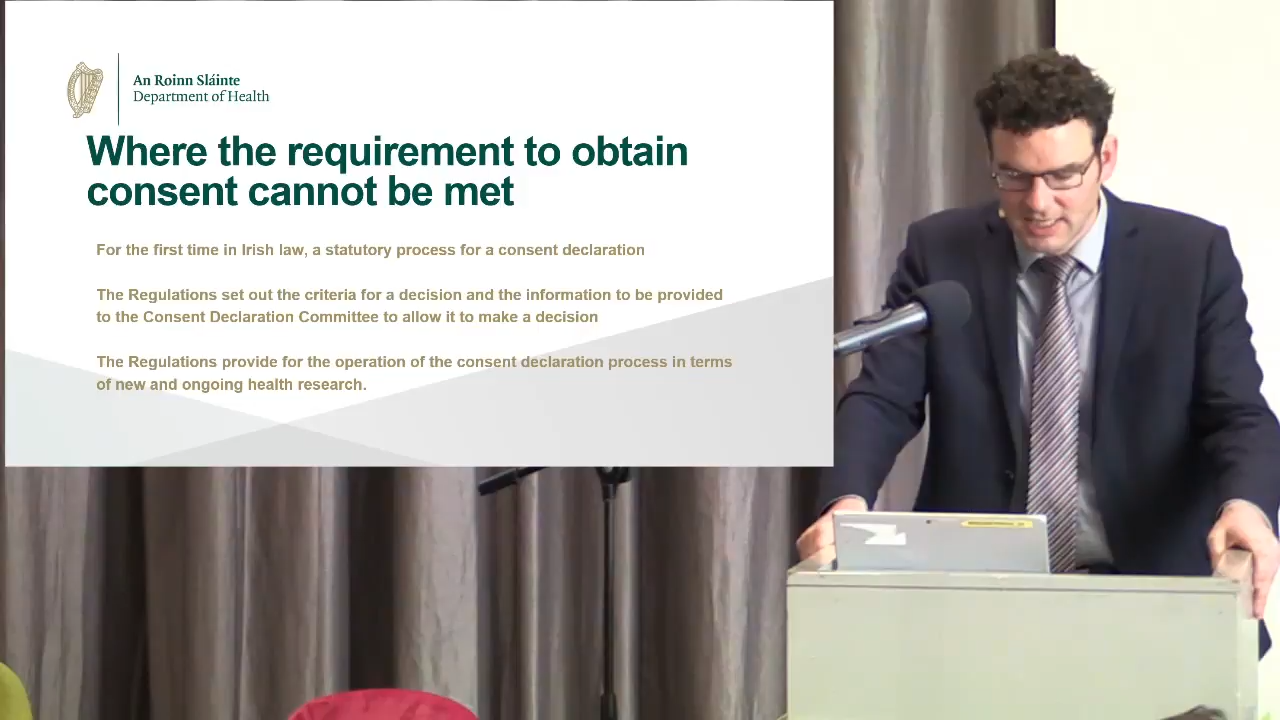 An Roinn Sláinte
Department of Health
Where the requirement to obtain
consent cannot be met
For the first time in Irish law, a statutory process for a consent declaration
The Regulations set out the criteria for a decision and the information to be provided
to the Consent Declaration Committee to allow it to make a decision
The Regulations provide for the operation of the consent declaration process in terms
of new and ongoing health research.